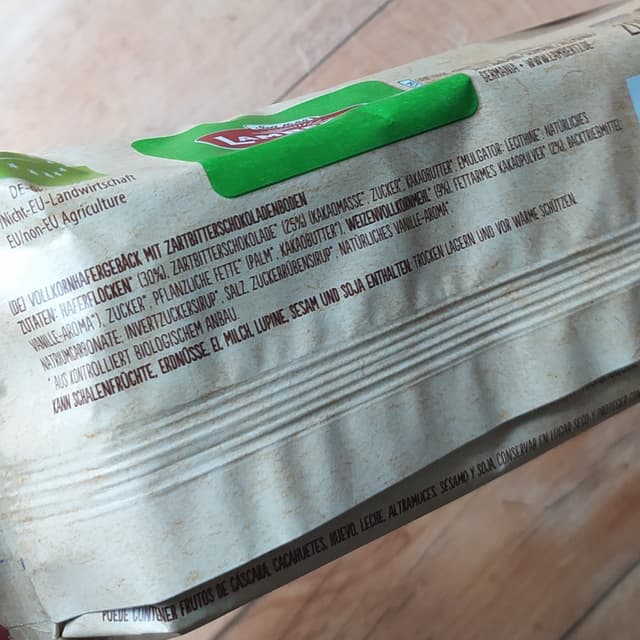 GERMANY · WWW.
DE-
Nicht-EU-Landwirtschaft
EU/non-EU Agriculture
(DE) VOLLKORNHAFERGEBÄCK MIT ZARTBITTERSCHOKOLADENBODEN
ZUTATEN: HAFERFLOCKEN* (30%), ZARTBITTERSCHOKOLADE* (25%) (KAKAOMASSE*, ZUCKER*, KAKAOBUTTER*, EMULGATOR: LECITHINE*, NATÜRLICHES
VANILLE-AROMA*), ZUCKER*, PFLANZLICHE FETTE (PALM*, KAKAOBUTTER*), WEIZENVOLLKORNMEHL* (9%), FETTARMES KAKAOPULVER* (2%), BACKTRIEBMITTEL:
NATRIUMCARBONATE, INVERTZUCKERSIRUP*, SALZ, ZUCKERRÜBENSIRUP*, NATÜRLICHES VANILLE-AROMA*.
*AUS KONTROLLIERT BIOLOGISCHEM ANBAU.
KANN SCHALENFRÜCHTE, ERDNÜSSE, EI, MILCH, LUPINE, SESAM UND SOJA ENTHALTEN. TROCKEN LAGERN UND VOR WÄRME SCHÜTZEN.
PUEDE CONTENER FRUTOS DE CÁSCARA, CACAHUETES, HUEVO, LECHE, ALTRAMUCES, SÉSAMO Y SOJA. CONSERVAR EN LUGAR SECO